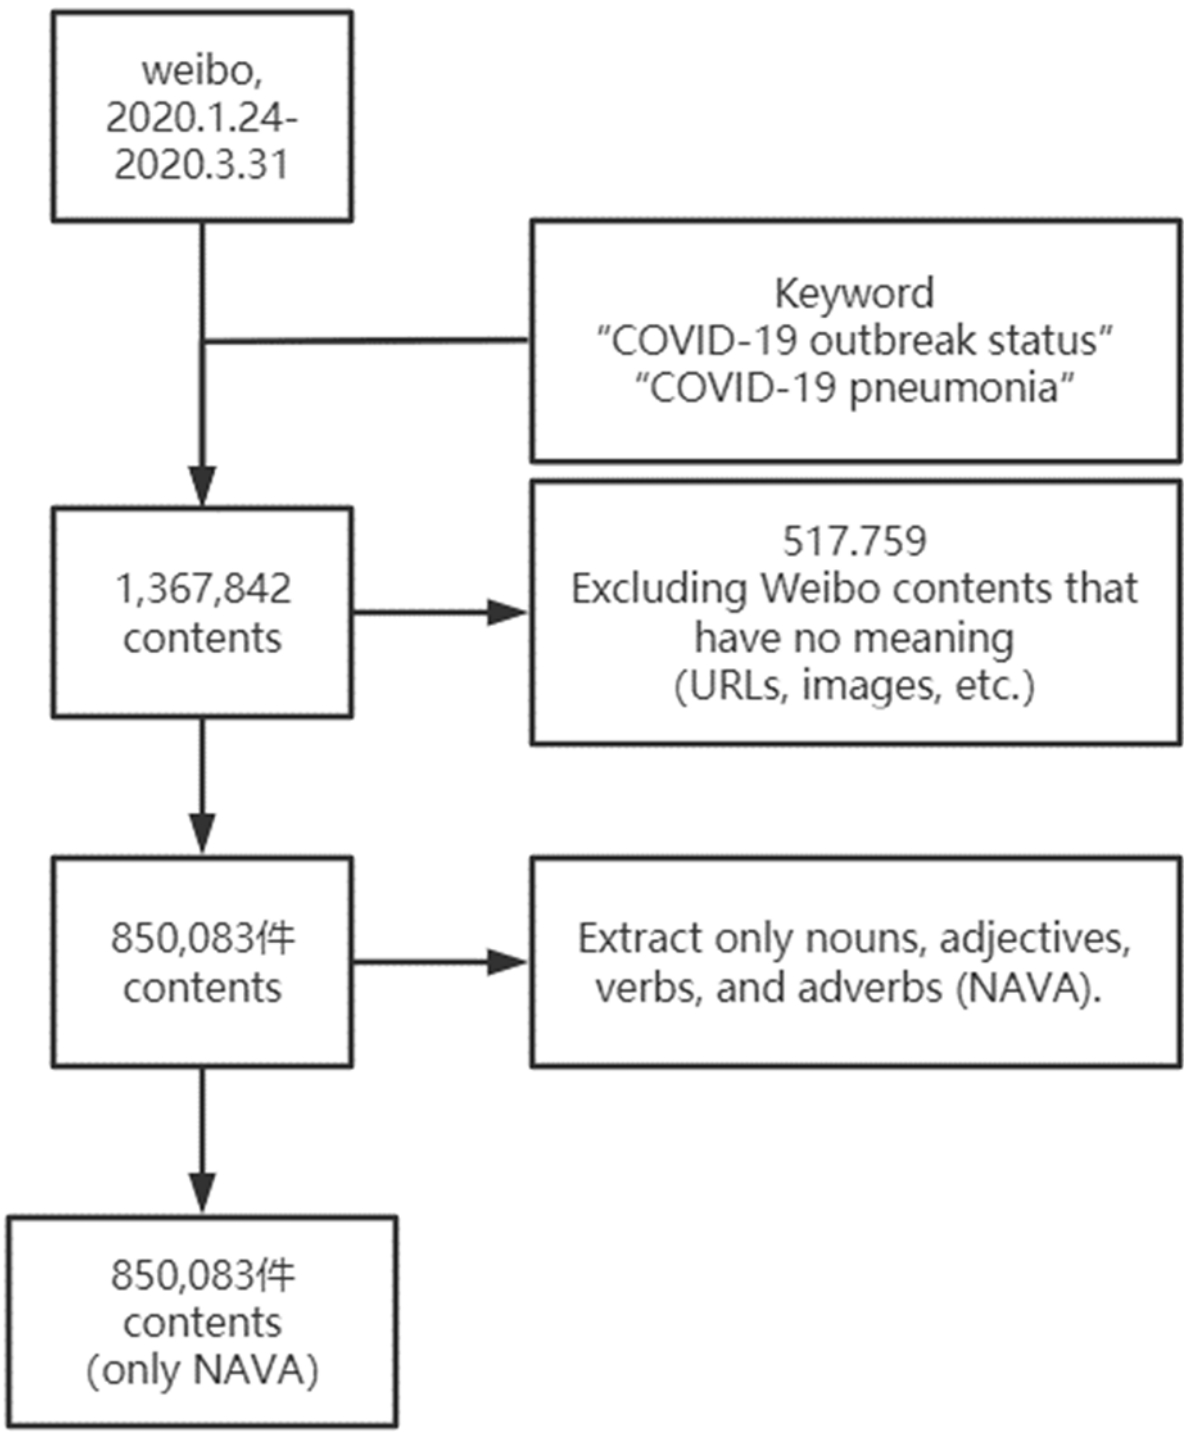 weibo,
2020.1.24-
2020.3.31
Keyword
“COVID-19 outbreak status”
“COVID-19 pneumonia”
1,367,842
contents
517.759
Excluding Weibo contents that
have no meaning
(URLs, images, etc.)
850,083件
contents
Extract only nouns, adjectives,
verbs, and adverbs (NAVA).
850,083件
contents
(only NAVA)